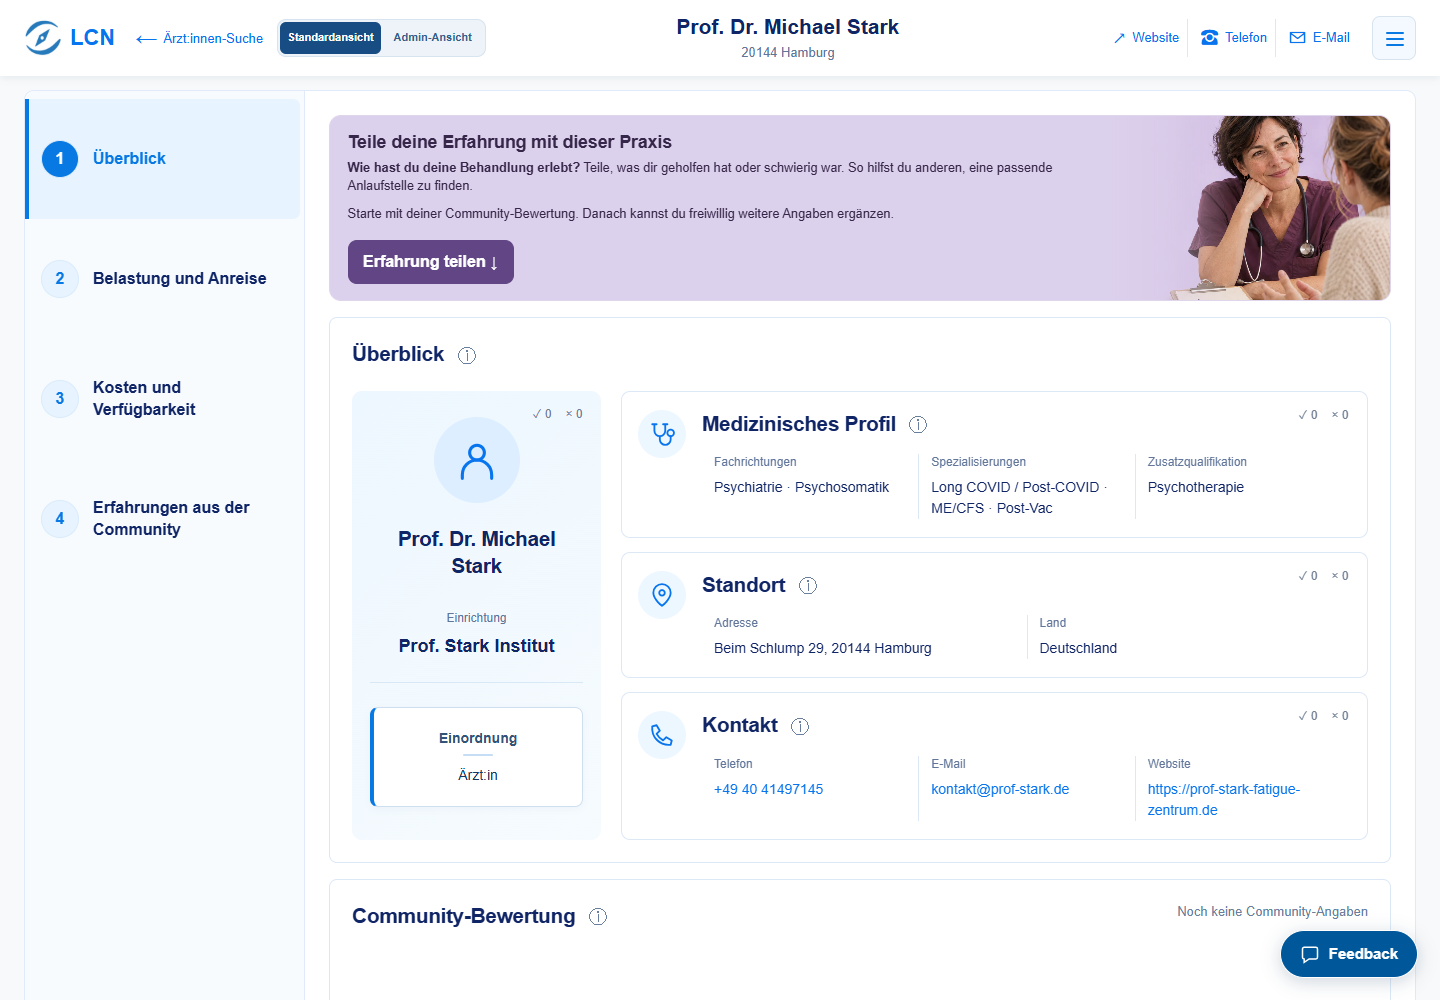 LCN
← Ärzt:innen-Suche
Standardansicht
Admin-Ansicht
Prof. Dr. Michael Stark
20144 Hamburg
↗ Website
Telefon
E-Mail
1 Überblick
2 Belastung und Anreise
3 Kosten und
Verfügbarkeit
4 Erfahrungen aus der
Community
Teile deine Erfahrung mit dieser Praxis
Wie hast du deine Behandlung erlebt? Teile, was dir geholfen hat oder schwierig war. So hilfst du anderen, eine passende
Anlaufstelle zu finden.
Starte mit deiner Community-Bewertung. Danach kannst du freiwillig weitere Angaben ergänzen.
Erfahrung teilen ↓
Überblick ⓘ
✓ 0 × 0
Prof. Dr. Michael
Stark
Einrichtung
Prof. Stark Institut
Einordnung
Ärzt:in
Medizinisches Profil ⓘ
✓ 0 × 0
Fachrichtungen
Psychiatrie · Psychosomatik
Spezialisierungen
Long COVID / Post-COVID ·
ME/CFS · Post-Vac
Zusatzqualifikation
Psychotherapie
Standort ⓘ
✓ 0 × 0
Adresse
Beim Schlump 29, 20144 Hamburg
Land
Deutschland
Kontakt ⓘ
✓ 0 × 0
Telefon
+49 40 41497145
E-Mail
kontakt@prof-stark.de
Website
https://prof-stark-fatigue-
zentrum.de
Community-Bewertung ⓘ
Noch keine Community-Angaben
Feedback